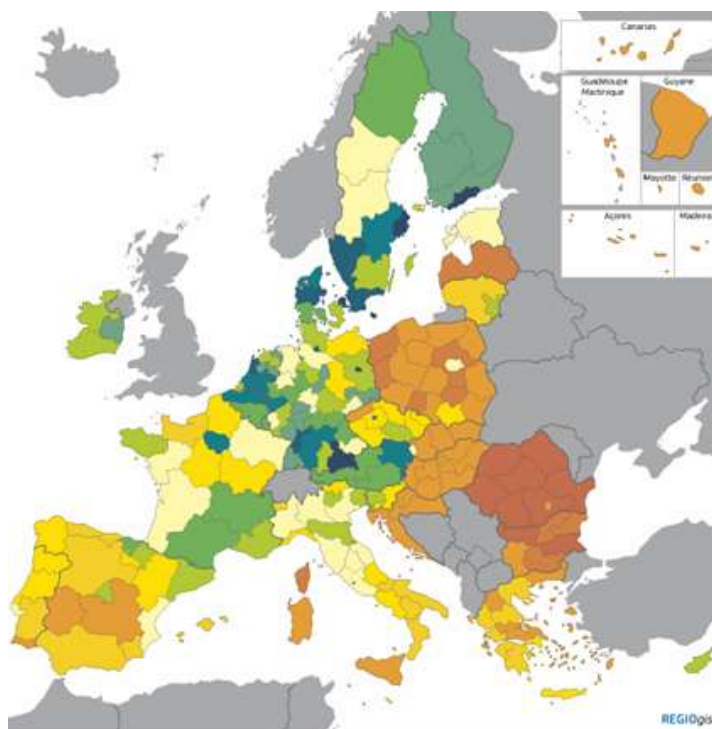 Canarias
Guadeloupe
Martinique
Guyane
Mayotte
Réunion
Açores
Madeira
REGIOgis